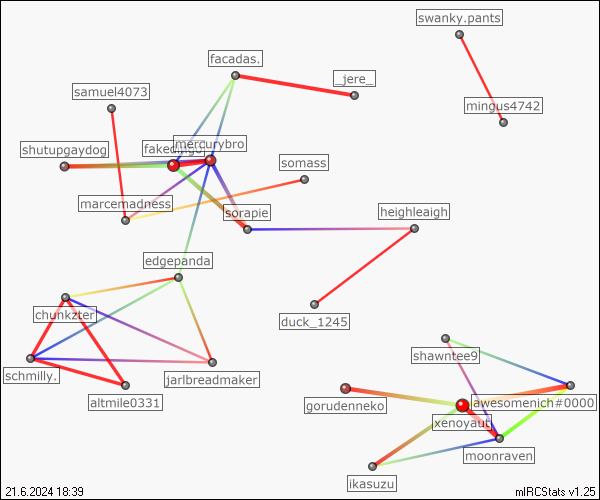 swanky.pants
facadas.
_jere_
samuel4073
mingus4742
mercurybro
shutupgaydog
somass
marcemadness
sorapie
heighleaigh
edgepanda
chunkzter
duck_1245
shawntee9
schmilly.
jarlbreadmaker
altmile0331
gorudenneko
awesomenich#0000
xenoyaut
moonraven
ikasuzu
21.6.2024 18:39
mIRCStats v1.25